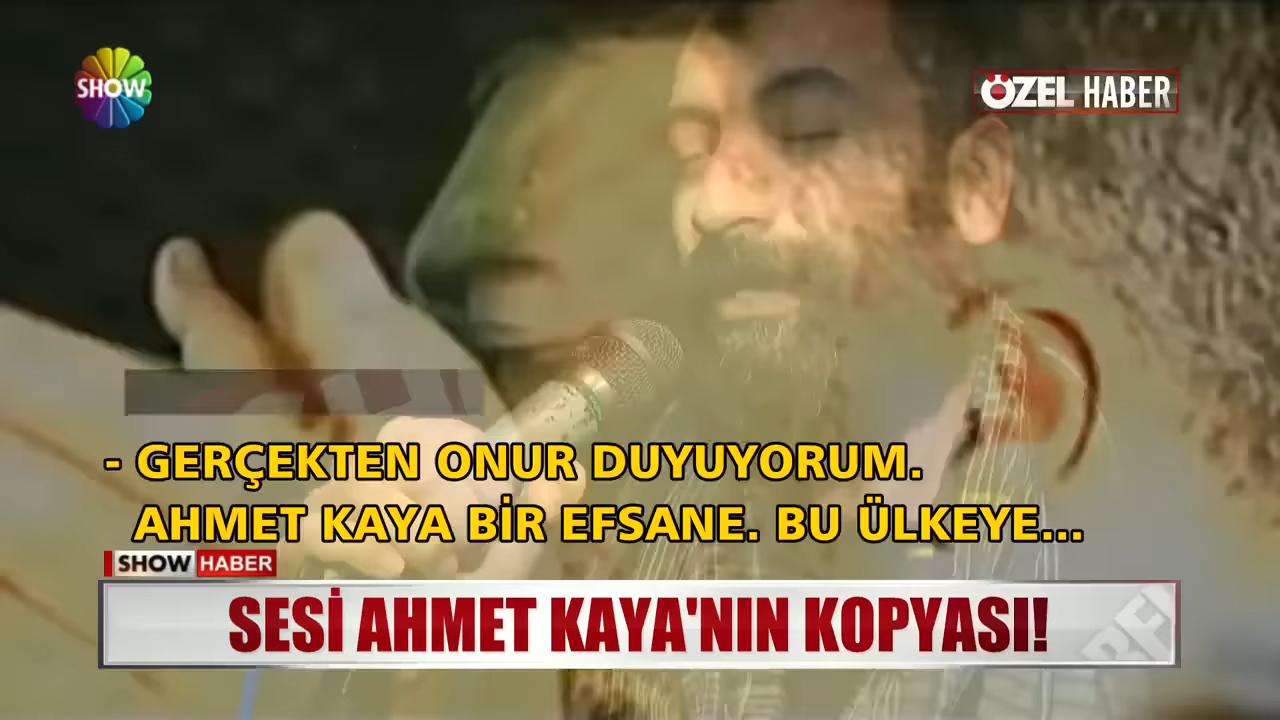 SHOW
ÖZEL HABER
- GERÇEKTEN ONUR DUYUYORUM.
AHMET KAYA BİR EFSANE. BU ÜLKEYE...
SHOW HABER
SESİ AHMET KAYA'NIN KOPYASI!